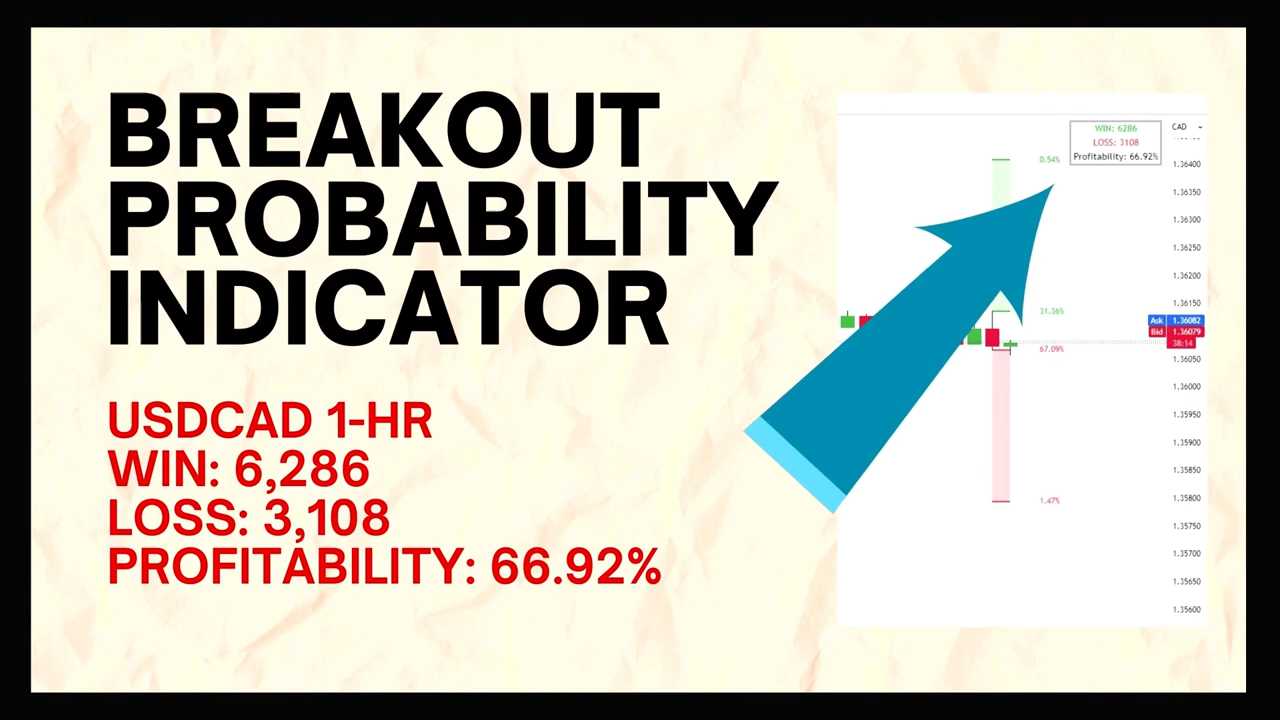 BREAKOUT
PROBABILITY
INDICATOR
USDCAD 1-HR
WIN: 6,286
LOSS: 3,108
PROFITABILITY: 66.92%
WIN: 6286
LOSS: 3108
Profitability: 66.92%
CAD
0.54%
1.36400
1.36350
1.36300
1.36250
1.36200
1.36150
31.36%
Ask 1.36082
Bid 1.36079
38:14
67.09%
1.36050
1.36000
1.35950
1.35900
1.35850
1.47%
1.35800
1.35750
1.35700
1.35650
1.35600